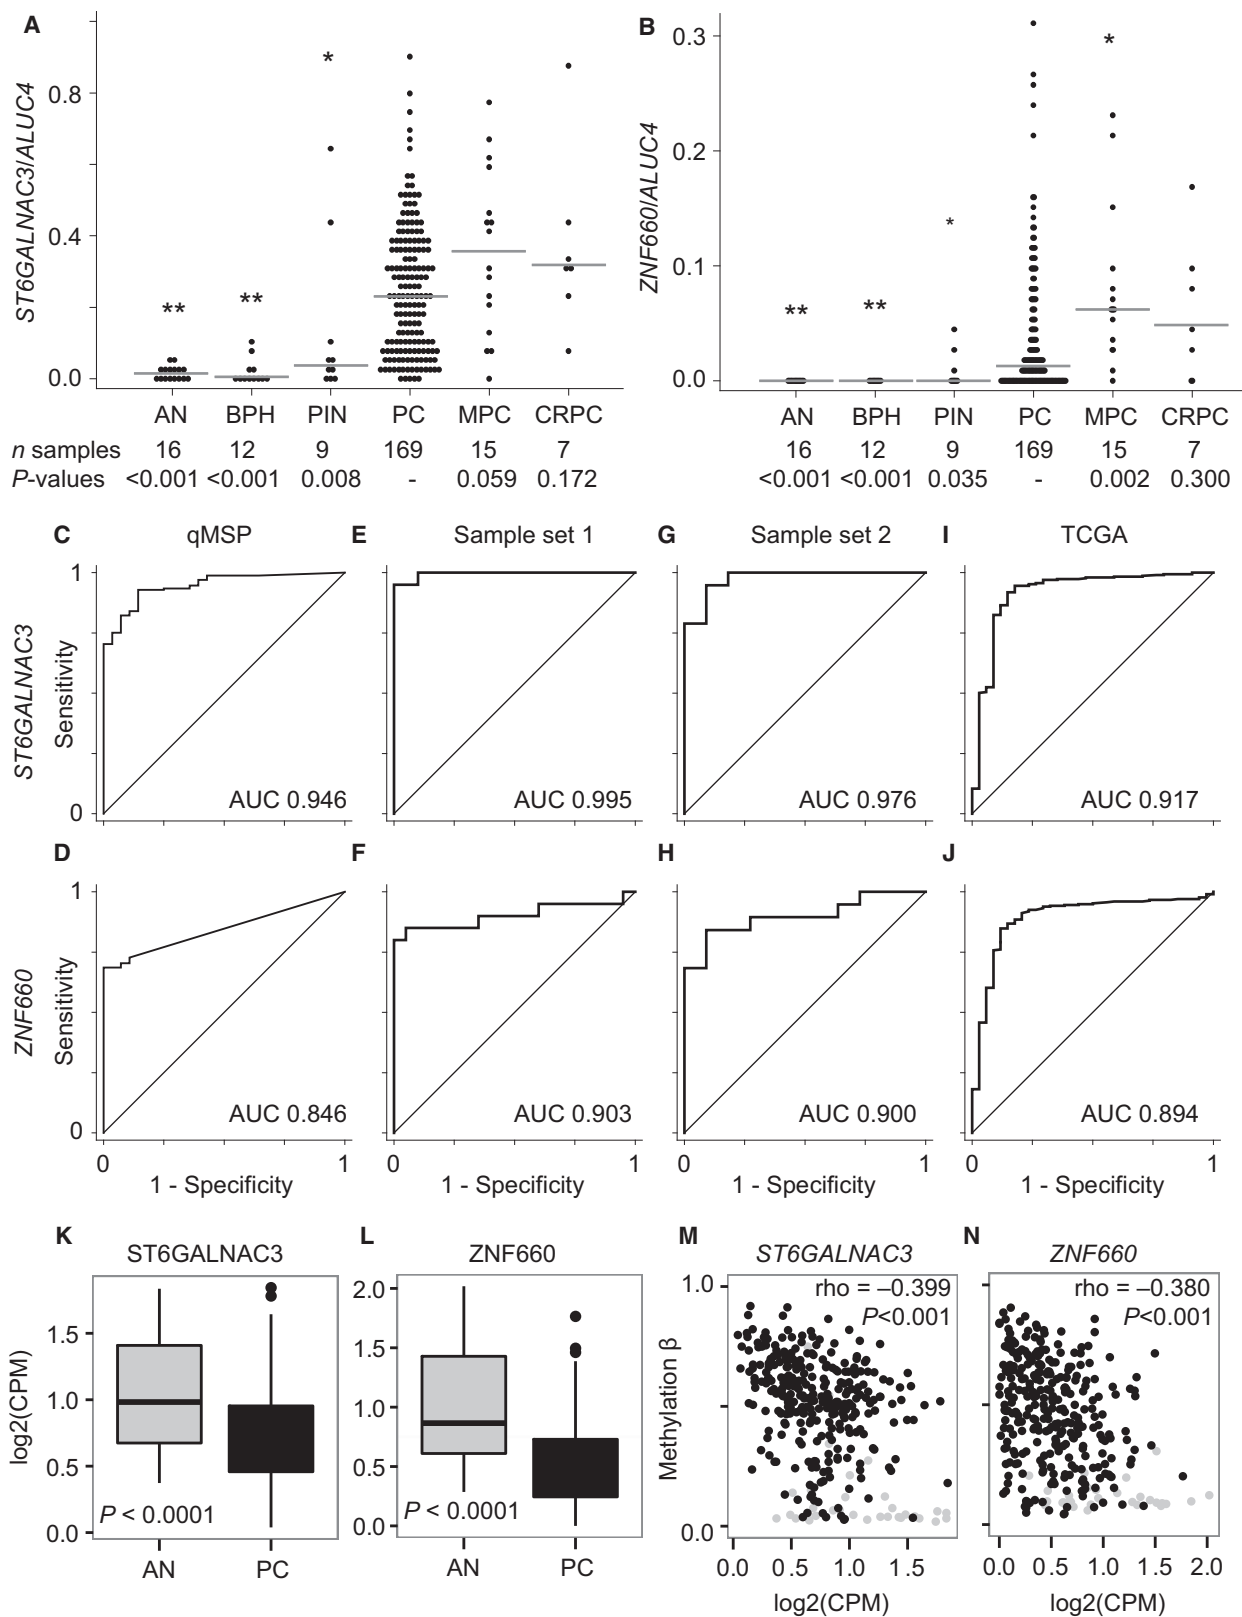 A
ST6GALNAC3/ALUC4
0.8
0.4
0.0
*
** **
AN BPH PIN PC MPC CRPC
n samples 16 12 9 169 15 7
P-values <0.001 <0.001 0.008 - 0.059 0.172
B
ZNF660/ALUC4
0.3
0.2
0.1
0.0
*
*
** **
AN BPH PIN PC MPC CRPC
16 12 9 169 15 7
<0.001 <0.001 0.035 - 0.002 0.300
C qMSP E Sample set 1 G Sample set 2 I TCGA
ST6GALNAC3
Sensitivity
1
0
AUC 0.946 AUC 0.995 AUC 0.976 AUC 0.917
D F H J
ZNF660
Sensitivity
1
0
AUC 0.846 AUC 0.903 AUC 0.900 AUC 0.894
0 1 0 1 0 1 0 1
1 - Specificity 1 - Specificity 1 - Specificity 1 - Specificity
K ST6GALNAC3
log2(CPM)
1.5
1.0
0.5
0.0
P < 0.0001
AN PC
L ZNF660
2.0
1.5
1.0
0.5
0.0
P < 0.0001
AN PC
M ST6GALNAC3
Methylation β
1.0
0.0
rho = –0.399
P<0.001
0.0 0.5 1.0 1.5
log2(CPM)
N ZNF660
rho = –0.380
P<0.001
0.0 0.5 1.0 1.5 2.0
log2(CPM)